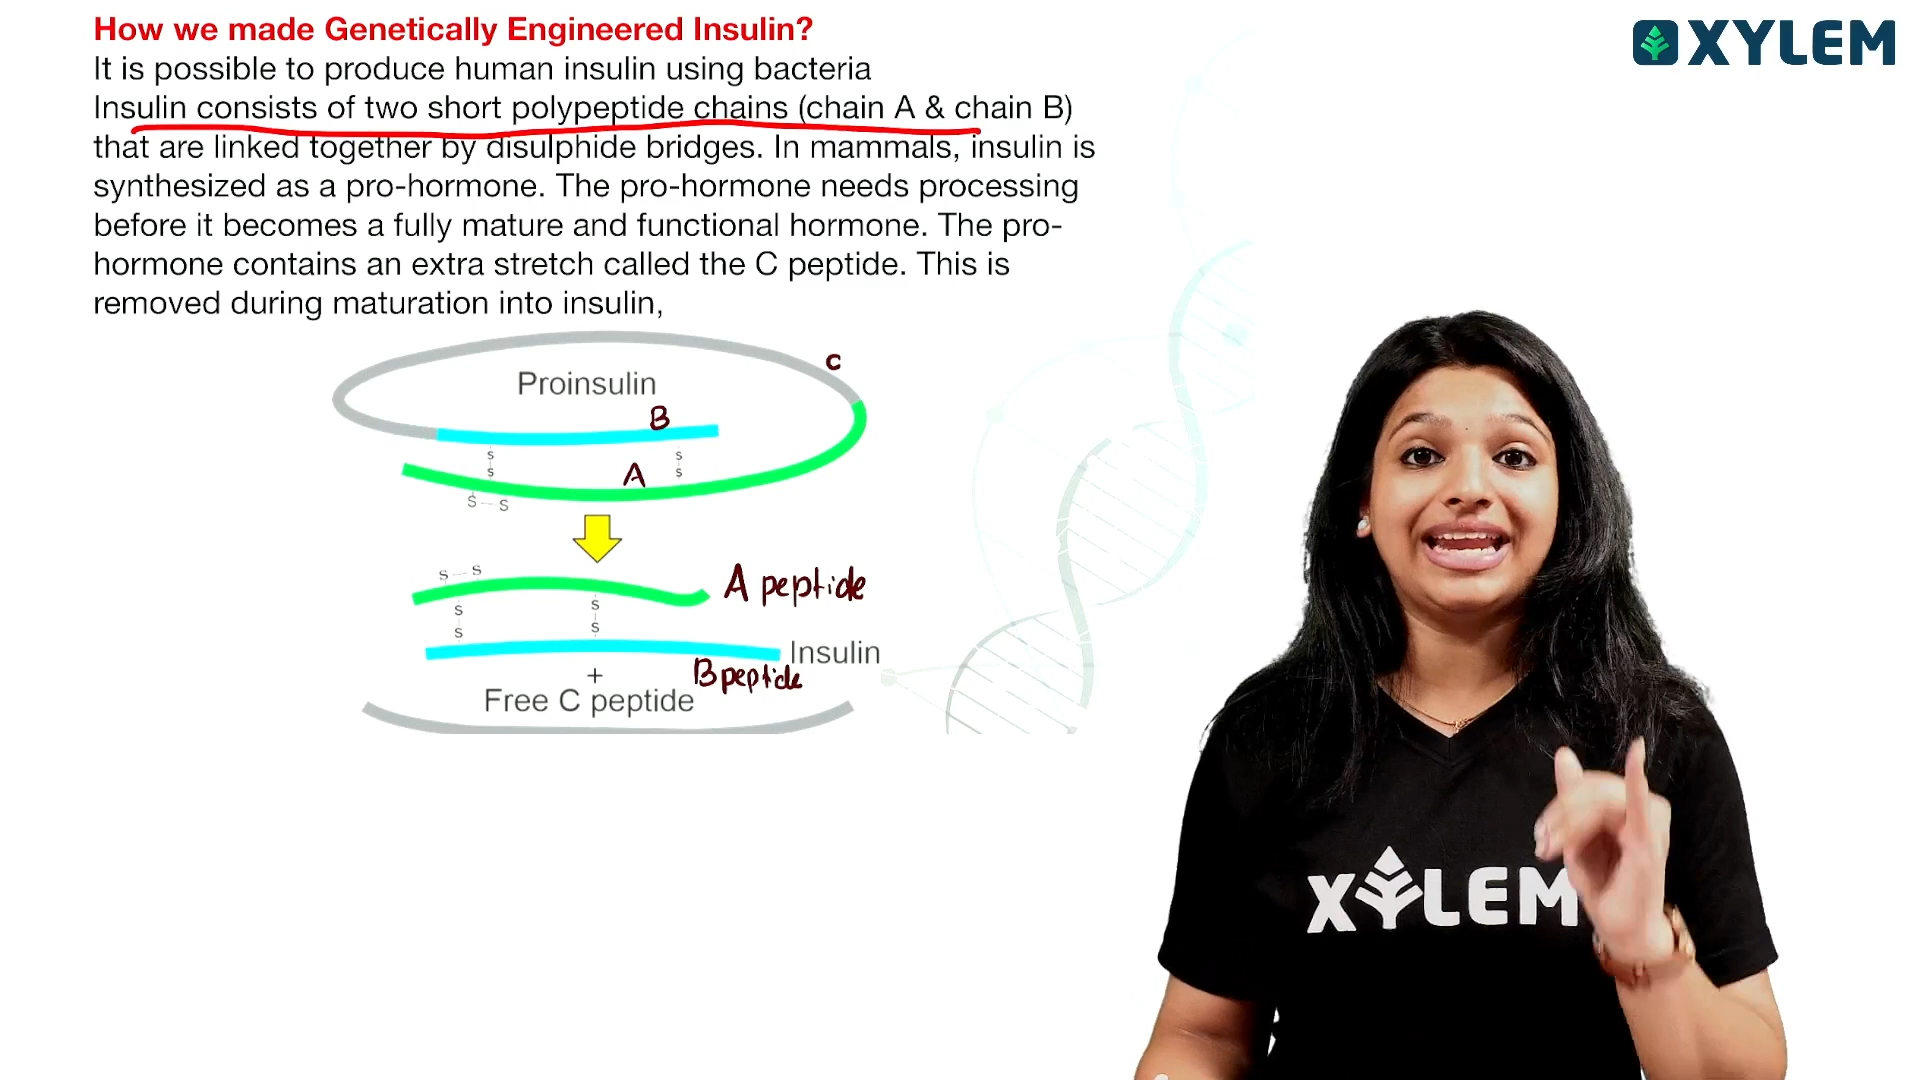 How we made Genetically Engineered Insulin?
It is possible to produce human insulin using bacteria
Insulin consists of two short polypeptide chains (chain A & chain B)
that are linked together by disulphide bridges. In mammals, insulin is
synthesized as a pro-hormone. The pro-hormone needs processing
before it becomes a fully mature and functional hormone. The pro-
hormone contains an extra stretch called the C peptide. This is
removed during maturation into insulin,
XYLEM
C
Proinsulin
B
S S
S S
A
S S
S S
A peptide
S S
S S
Insulin
+
B peptide
Free C peptide
XYLEM